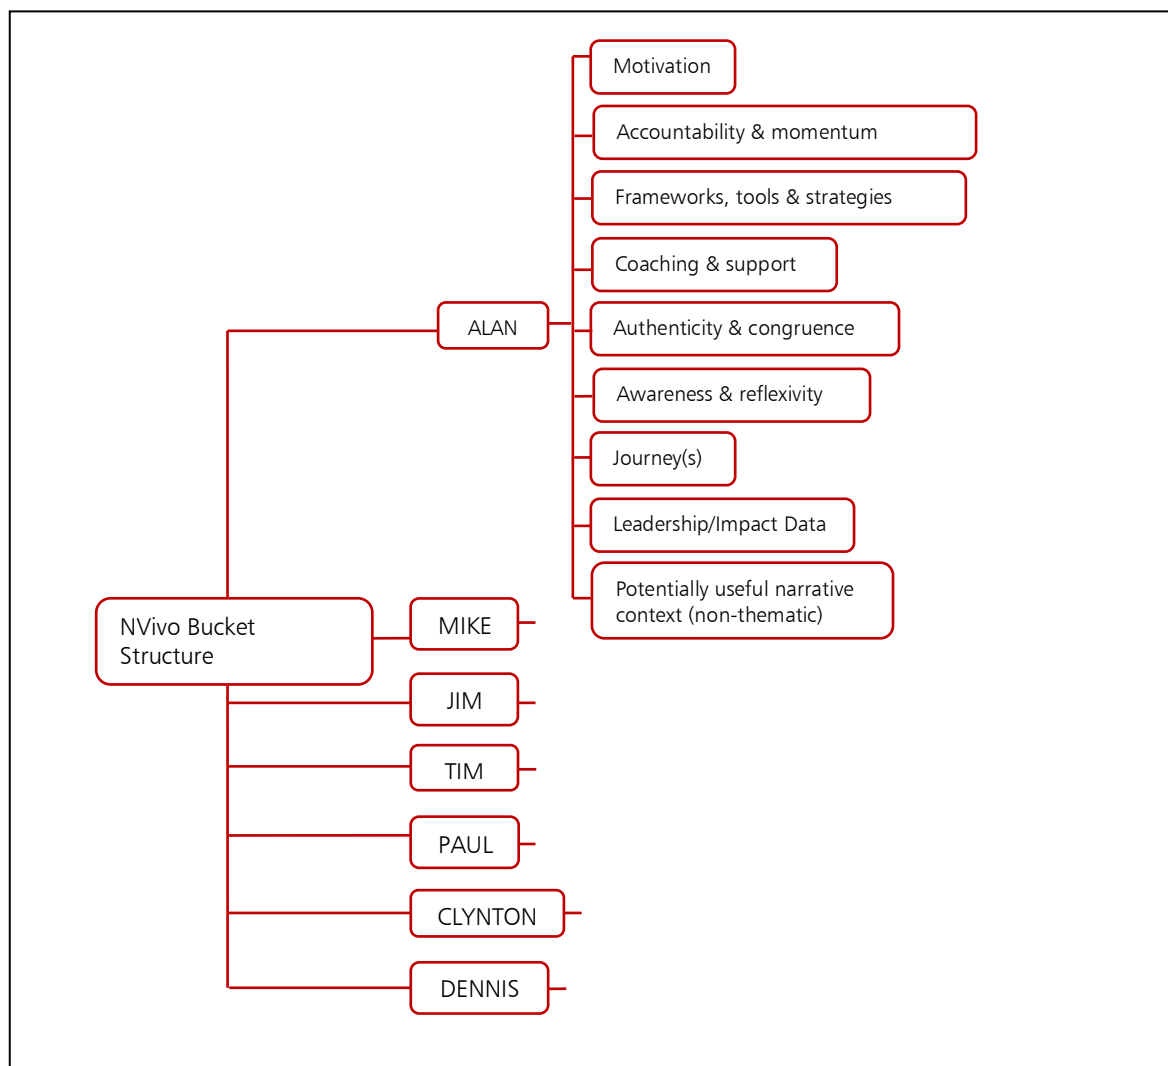 Motivation
Accountability & momentum
Frameworks, tools & strategies
Coaching & support
ALAN
Authenticity & congruence
Awareness & reflexivity
Journey(s)
Leadership/Impact Data
Potentially useful narrative
context (non-thematic)
NVivo Bucket
Structure
MIKE
JIM
TIM
PAUL
CLYNTON
DENNIS